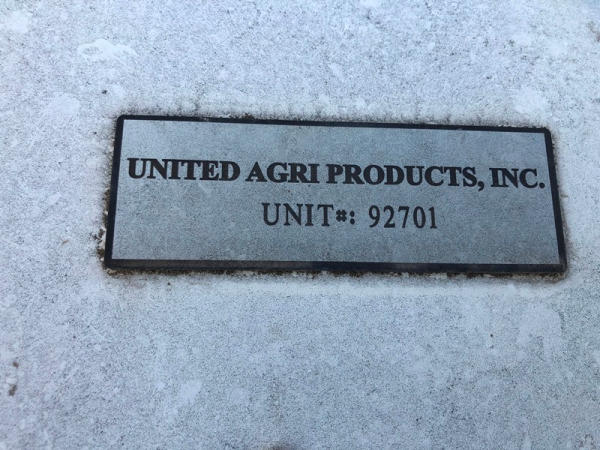 UNITED AGRI PRODUCTS, INC.
UNIT#: 92701